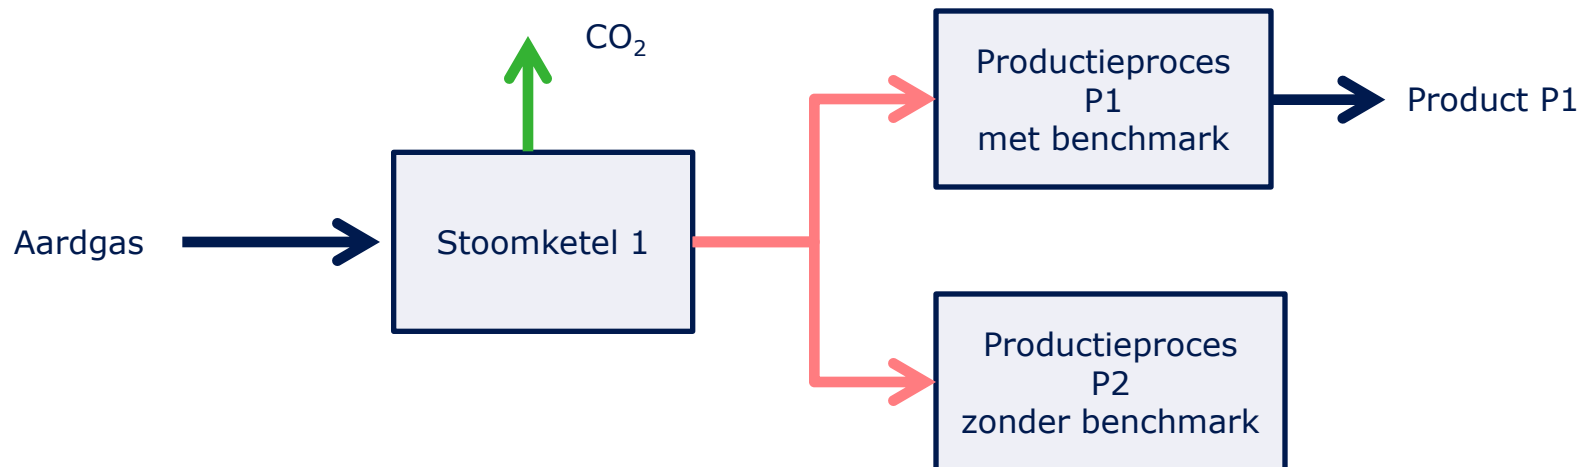 CO₂
Productieproces
P1
met benchmark
Product P1
Aardgas
Stoomketel 1
Productieproces
P2
zonder benchmark